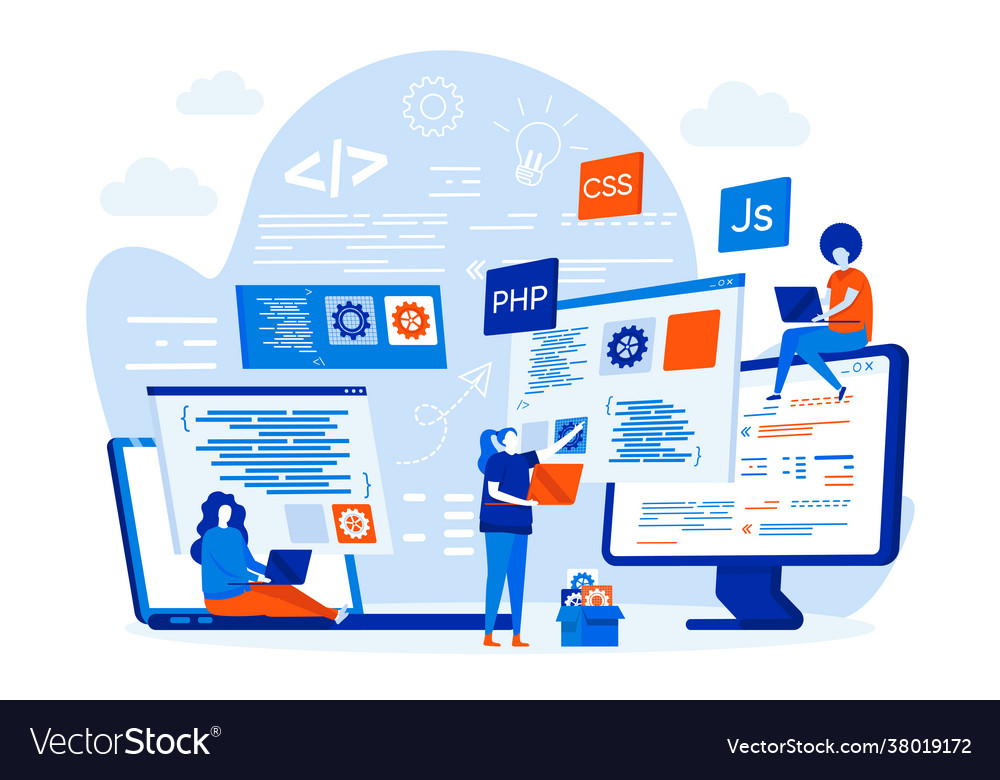 </>
CSS
Js
PHP
</>
/>
{
}
{
}
VectorStock®
VectorStock.com/38019172